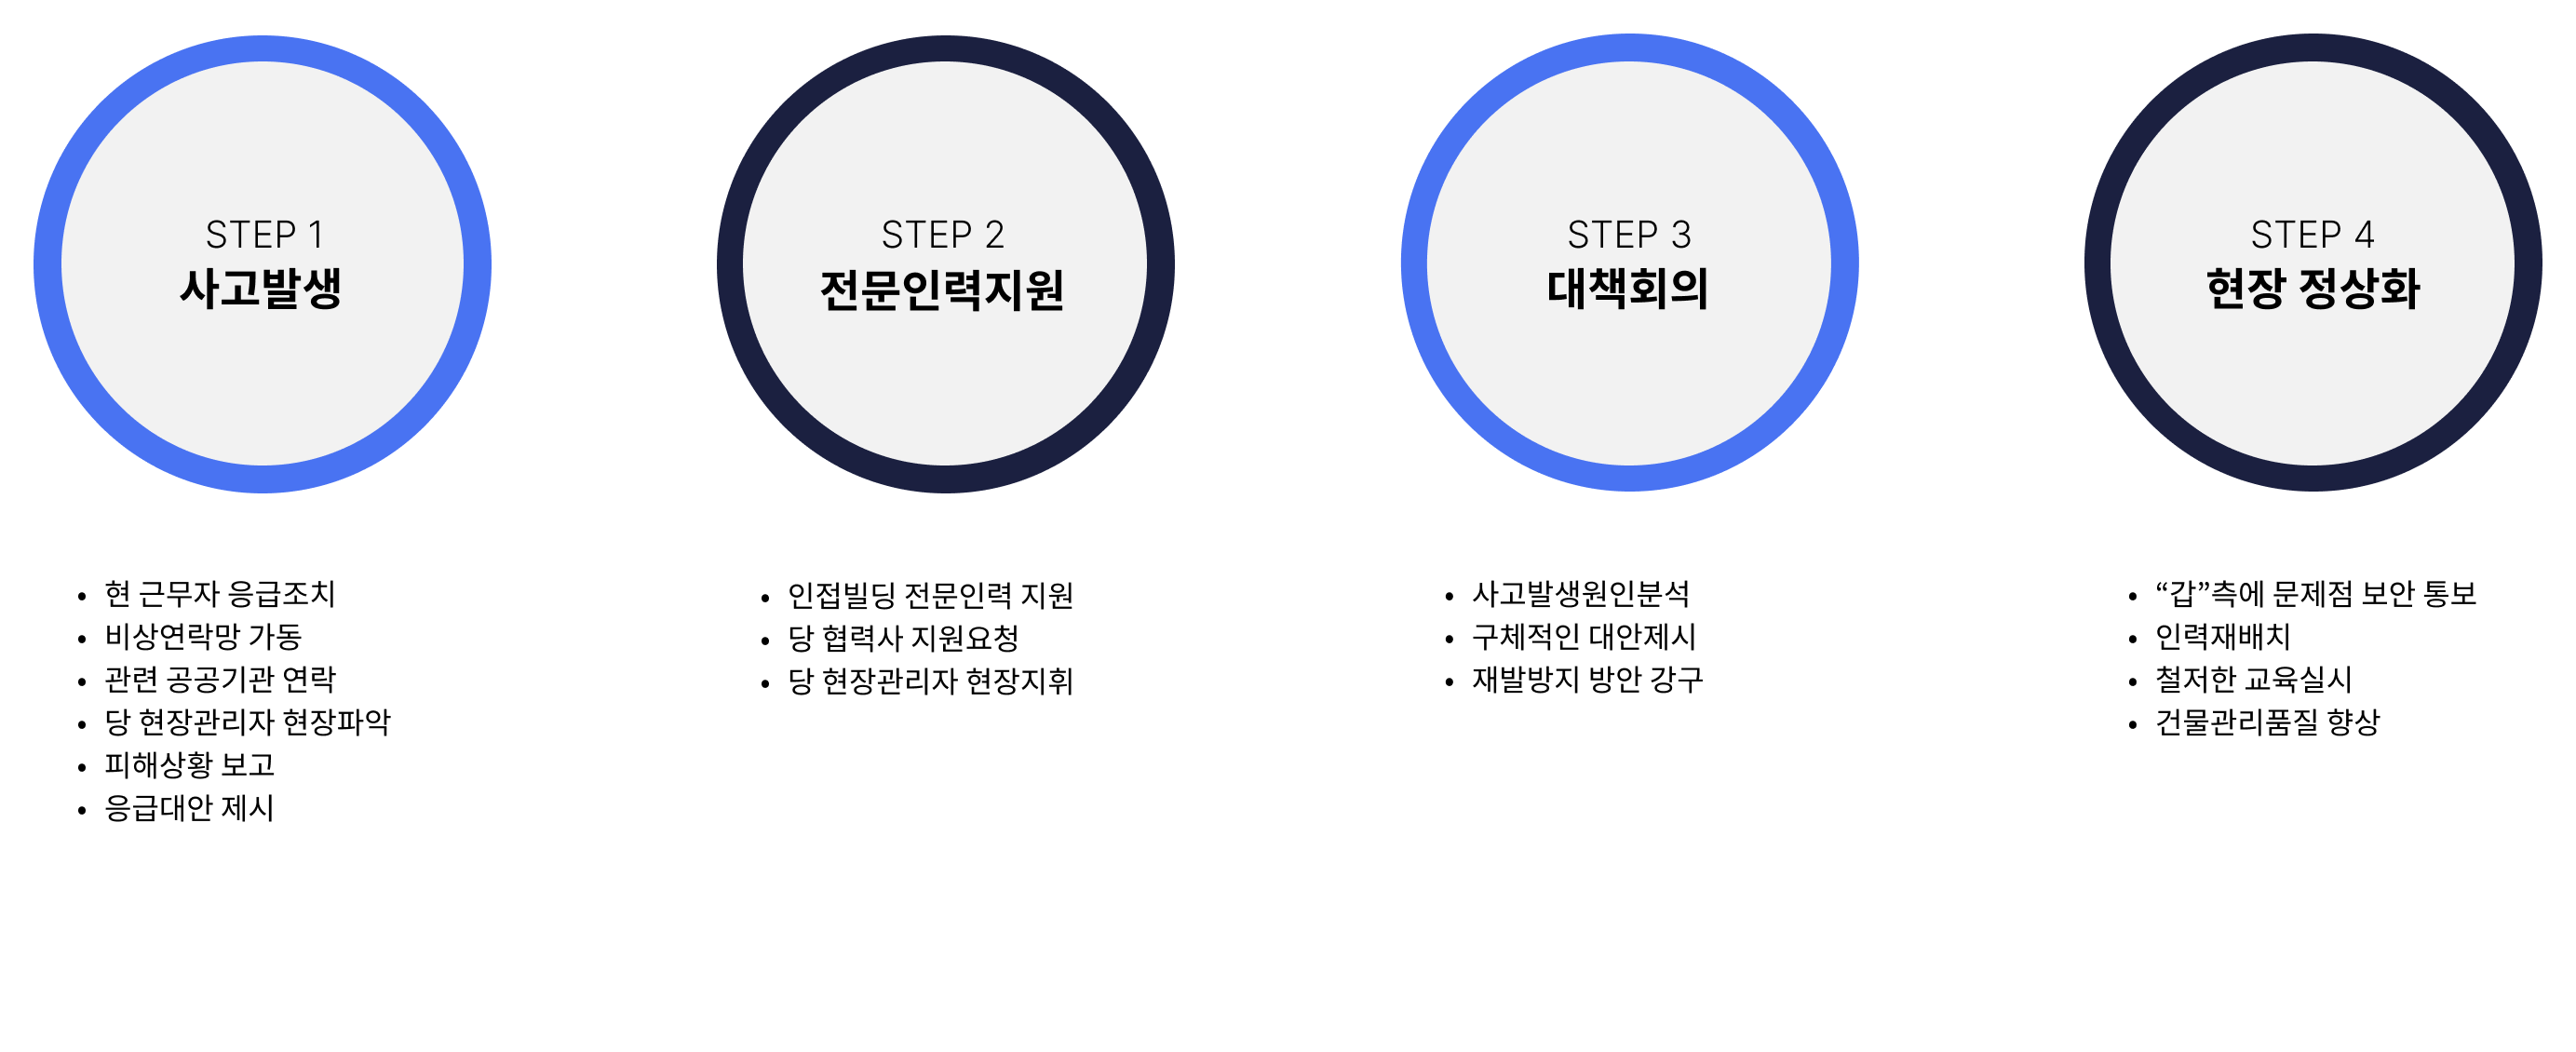 STEP 1
사고발생
• 현 근무자 응급조치
• 비상연락망 가동
• 관련 공공기관 연락
• 당 현장관리자 현장파악
• 피해상황 보고
• 응급대안 제시
STEP 2
전문인력지원
• 인접빌딩 전문인력 지원
• 당 협력사 지원요청
• 당 현장관리자 현장지휘
STEP 3
대책회의
• 사고발생원인분석
• 구체적인 대안제시
• 재발방지 방안 강구
STEP 4
현장 정상화
• “갑”측에 문제점 보안 통보
• 인력재배치
• 철저한 교육실시
• 건물관리품질 향상